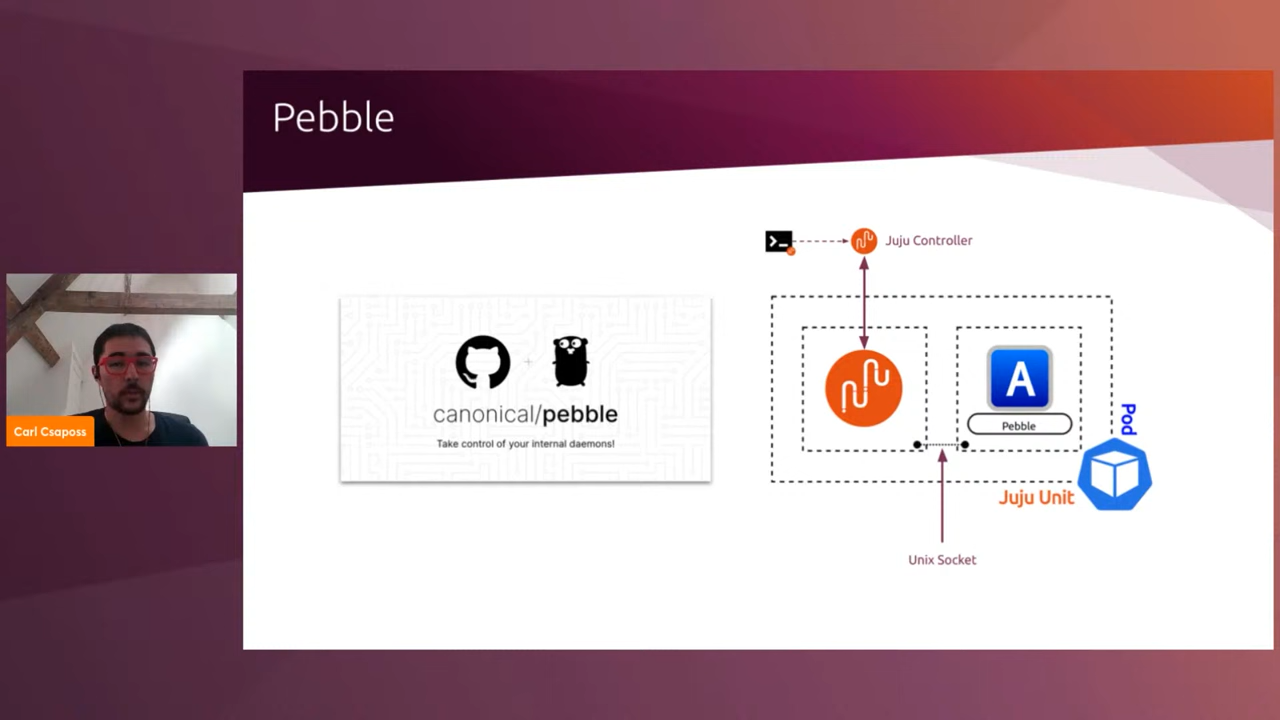 Pebble
Juju Controller
canonical/pebble
Take control of your internal daemons!
A
Pebble
Pod
Juju Unit
Unix Socket
Carl Csaposs